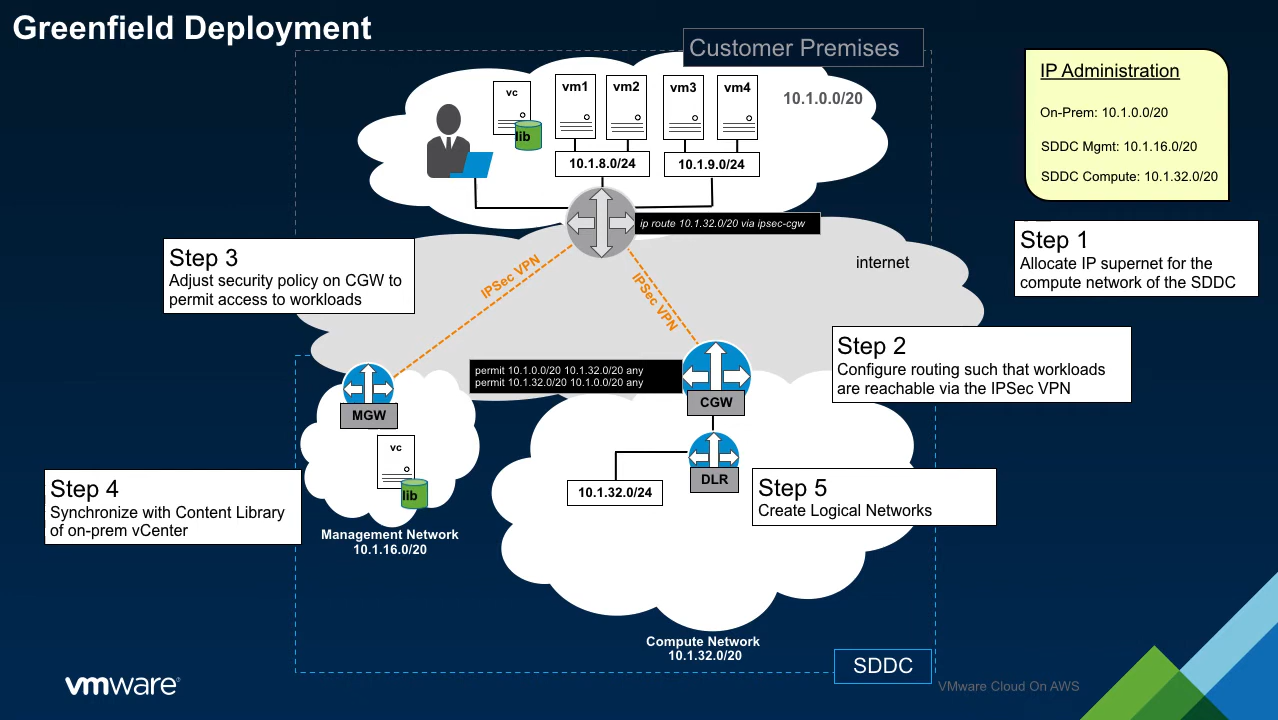 Greenfield Deployment
Customer Premises
IP Administration
On-Prem: 10.1.0.0/20
SDDC Mgmt: 10.1.16.0/20
SDDC Compute: 10.1.32.0/20
vc
lib
vm1
vm2
vm3
vm4
10.1.0.0/20
10.1.8.0/24
10.1.9.0/24
ip route 10.1.32.0/20 via ipsec-cgw
Step 1
Allocate IP supernet for the
compute network of the SDDC
Step 3
Adjust security policy on CGW to
permit access to workloads
internet
IPSec VPN
IPSec VPN
Step 2
Configure routing such that workloads
are reachable via the IPSec VPN
permit 10.1.0.0/20 10.1.32.0/20 any
permit 10.1.32.0/20 10.1.0.0/20 any
MGW
CGW
vc
lib
DLR
10.1.32.0/24
Step 4
Synchronize with Content Library
of on-prem vCenter
Step 5
Create Logical Networks
Management Network
10.1.16.0/20
Compute Network
10.1.32.0/20
SDDC
vmware®
VMware Cloud On AWS